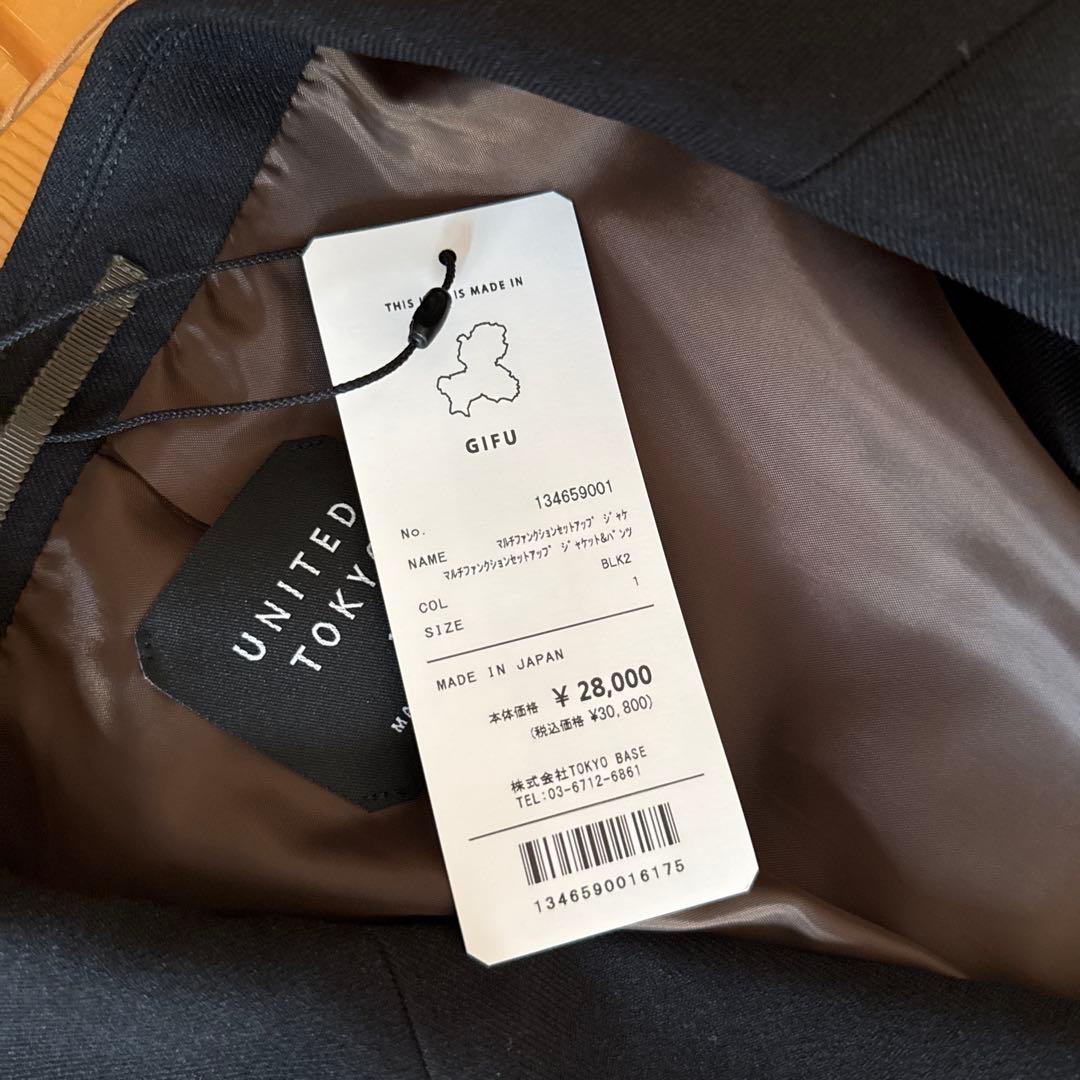 THIS IS MADE IN
GIFU
No. 134659001
NAME マルチファンクションセットアップ ジャケ
マルチファンクションセットアップ ジャケット&パンツ
COL BLK2
SIZE 1
MADE IN JAPAN
本体価格 ¥ 28,000
(税込価格 ¥30,800)
株式会社TOKYO BASE
TEL:03-6712-6861
1346590016175
UNITED
TOKYO